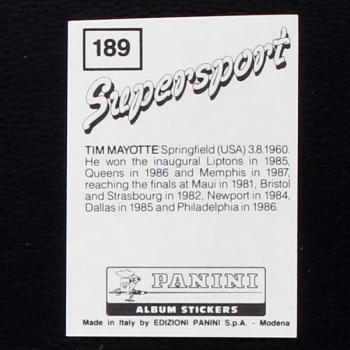 189
Supersport
TIM MAYOTTE Springfield (USA) 3.8.1960.
He won the inaugural Liptons in 1985,
Queens in 1986 and Memphis in 1987,
reaching the finals at Maui in 1981, Bristol
and Strasbourg in 1982, Newport in 1984,
Dallas in 1985 and Philadelphia in 1986.
PANINI
ALBUM STICKERS
Made in Italy by EDIZIONI PANINI S.p.A. - Modena